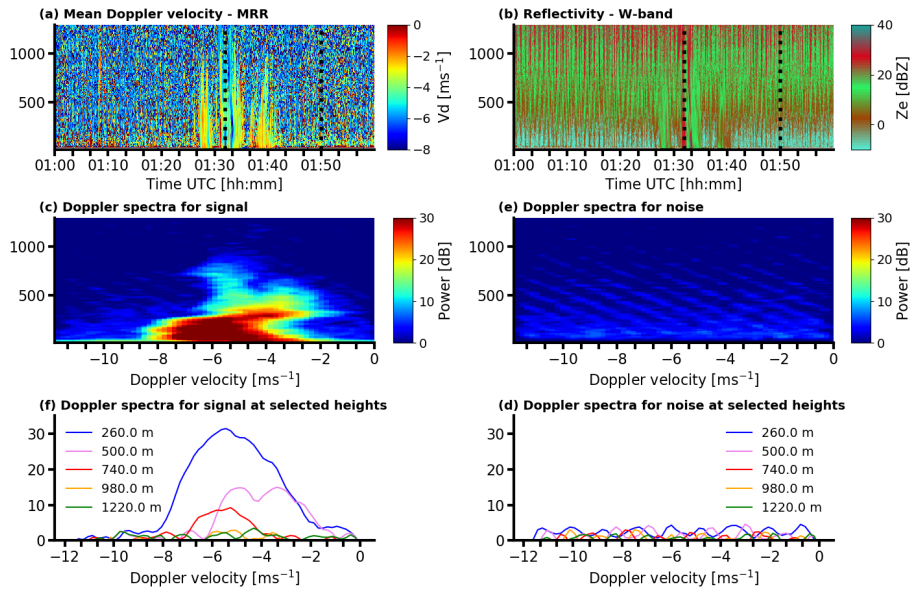 (a) Mean Doppler velocity - MRR
1000
500
01:00 01:10 01:20 01:30 01:40 01:50
Time UTC [hh:mm]
0
−2
−4
−6
−8
Vd [ms⁻¹]
(b) Reflectivity - W-band
1000
500
01:00 01:10 01:20 01:30 01:40 01:50
Time UTC [hh:mm]
40
20
0
Ze [dBZ]
(c) Doppler spectra for signal
1000
500
−10 −8 −6 −4 −2 0
Doppler velocity [ms⁻¹]
30
20
10
0
Power [dB]
(e) Doppler spectra for noise
1000
500
−10 −8 −6 −4 −2 0
Doppler velocity [ms⁻¹]
30
20
10
0
Power [dB]
(f) Doppler spectra for signal at selected heights
30
20
10
0
260.0 m
500.0 m
740.0 m
980.0 m
1220.0 m
−12 −10 −8 −6 −4 −2 0
Doppler velocity [ms⁻¹]
(d) Doppler spectra for noise at selected heights
30
20
10
0
260.0 m
500.0 m
740.0 m
980.0 m
1220.0 m
−12 −10 −8 −6 −4 −2 0
Doppler velocity [ms⁻¹]